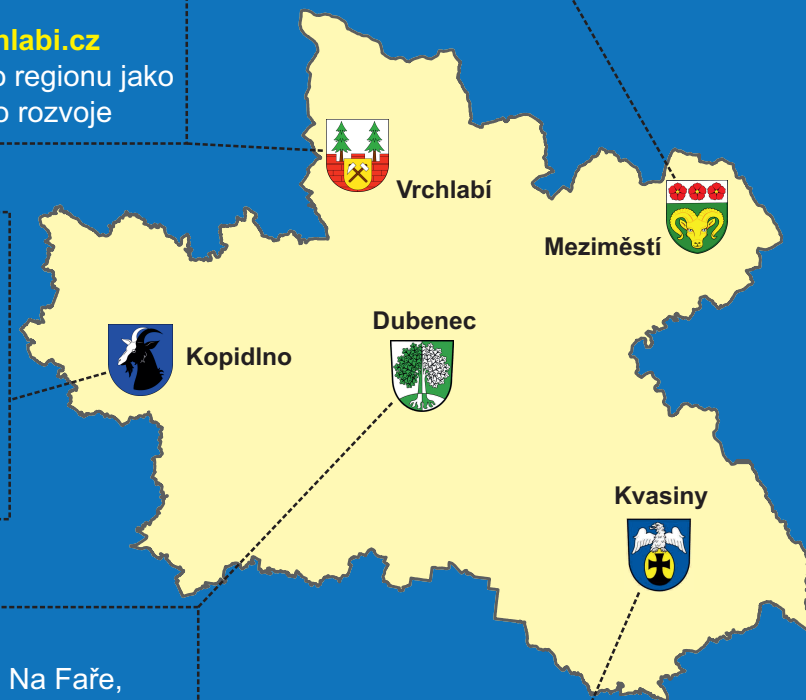 hlabi.cz
regionu jako
rozvoje
Vrchlabí
Meziměstí
Dubenec
Kopidlno
Kvasiny
Na Faře,